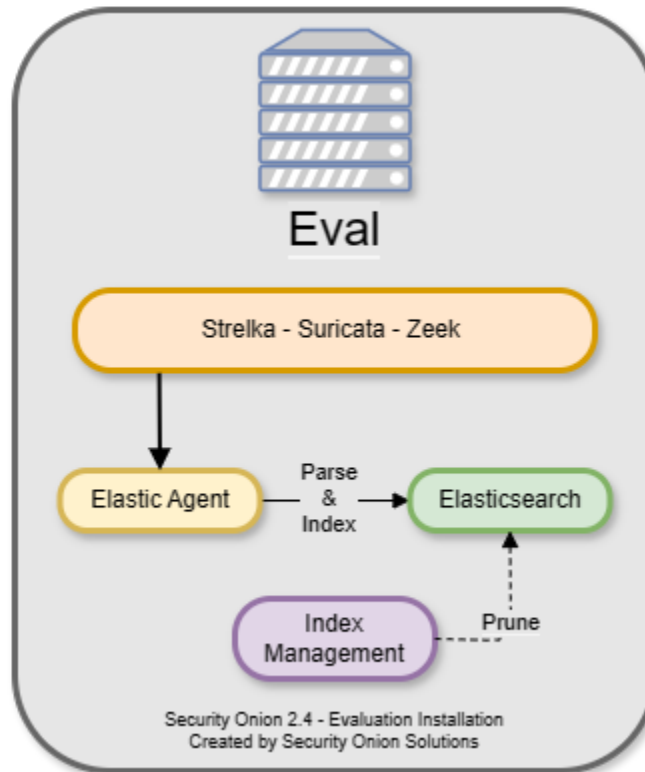 Eval
Strelka - Suricata - Zeek
Elastic Agent
Parse
&
Index
Elasticsearch
Index
Management
Prune
Security Onion 2.4 - Evaluation Installation
Created by Security Onion Solutions